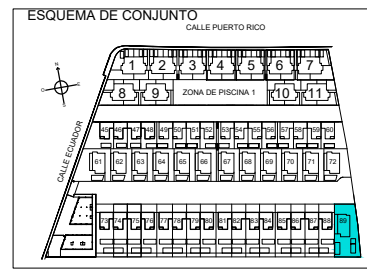 ESQUEMA DE CONJUNTO
CALLE PUERTO RICO
1 2 3 4 5 6 7
N
8 9 ZONA DE PISCINA 1 10 11
CALLE ECUADOR
45 46 47 48 49 50 51 52 53 54 55 56 57 58 59 60
61 62 63 64 65 66 67 68 69 70 71 72
73 74 75 76 77 78 79 80 81 82 83 84 85 86 87 88 89